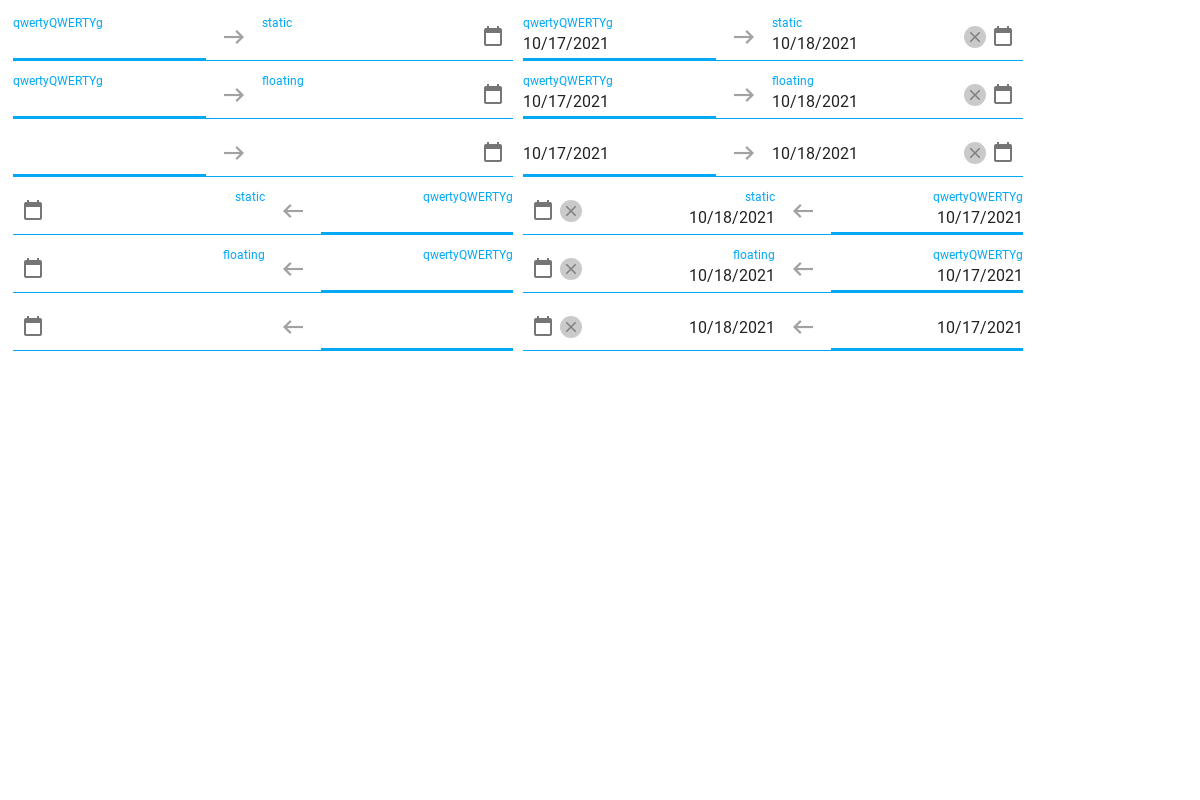 qwertyQWERTYg static qwertyQWERTYg static
10/17/2021 10/18/2021
qwertyQWERTYg floating qwertyQWERTYg floating
10/17/2021 10/18/2021
10/17/2021 10/18/2021
static qwertyQWERTYg static qwertyQWERTYg
10/18/2021 10/17/2021
floating qwertyQWERTYg floating qwertyQWERTYg
10/18/2021 10/17/2021
10/18/2021 10/17/2021